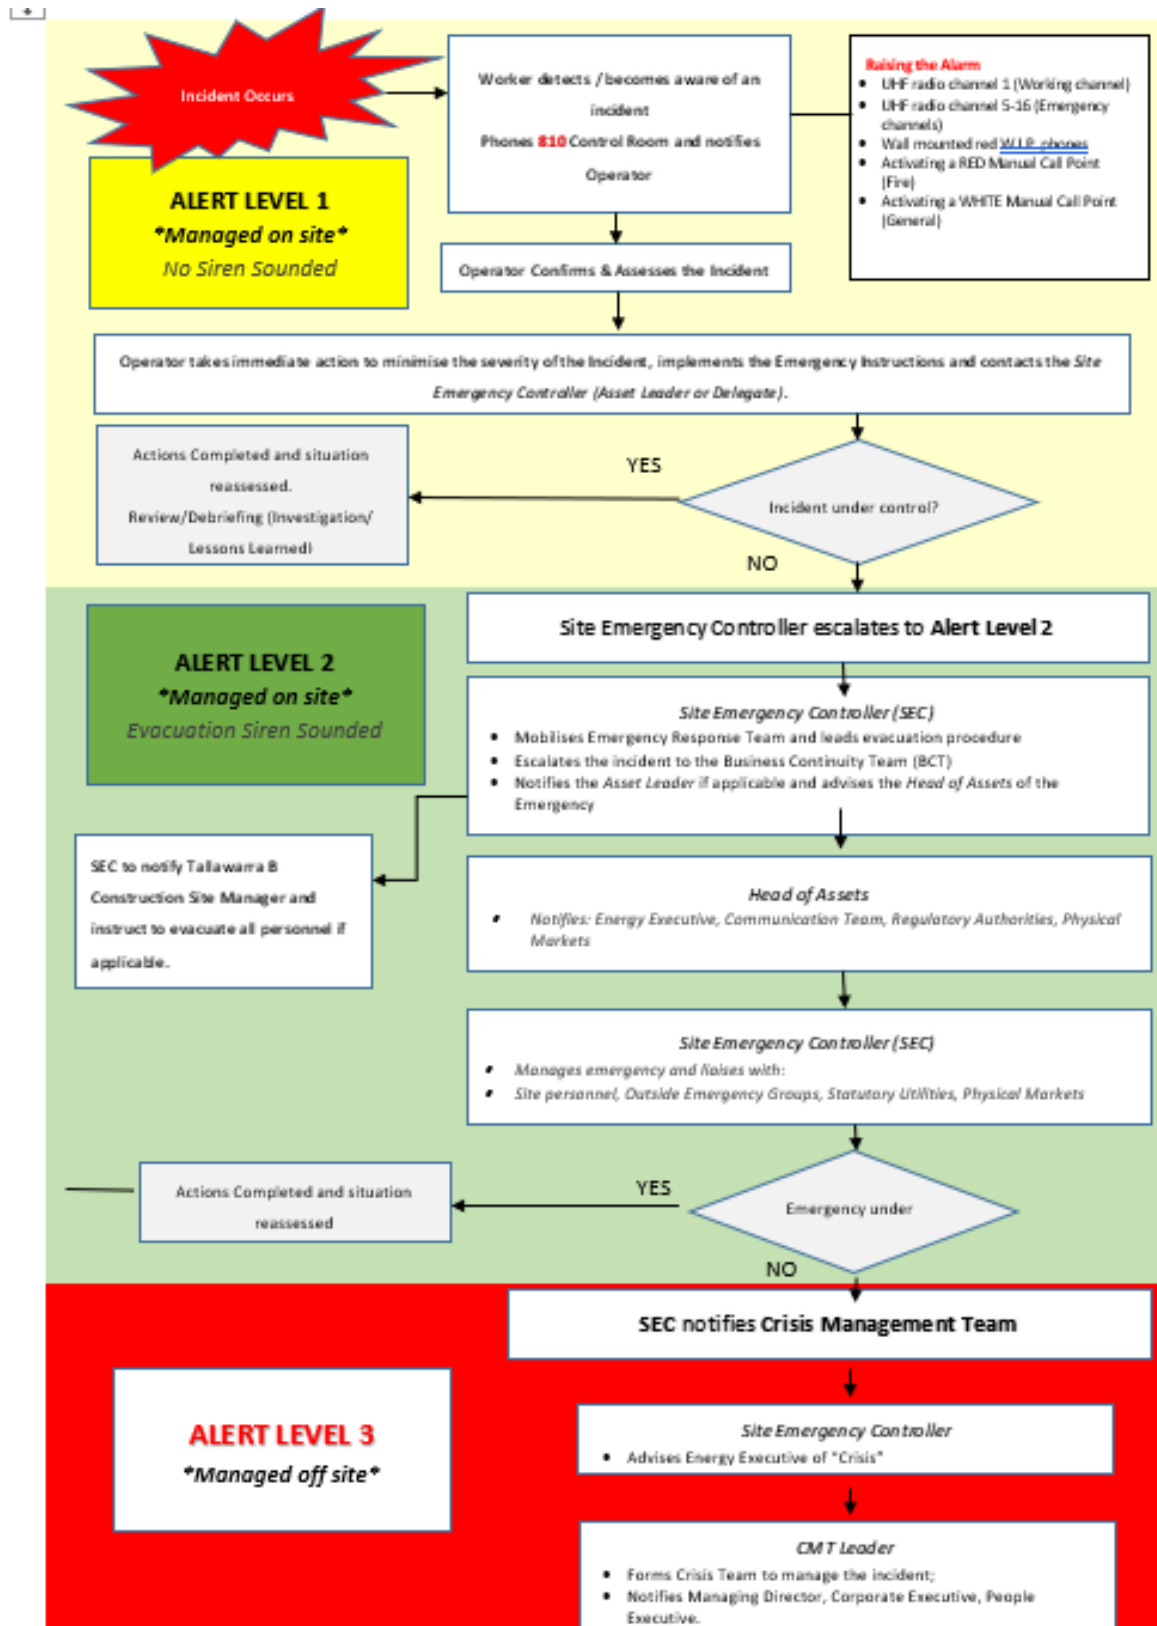 Incident Occurs
Worker detects / becomes aware of an
incident
Phones 810 Control Room and notifies
Operator
Raising the Alarm
• UHF radio channel 1 (Working channel)
• UHF radio channel 5-16 (Emergency
channels)
• Wall mounted red W.I.P. phones
• Activating a RED Manual Call Point
(Fire)
• Activating a WHITE Manual Call Point
(General)
ALERT LEVEL 1
*Managed on site*
No Siren Sounded
Operator Confirms & Assesses the Incident
Operator takes immediate action to minimise the severity of the Incident, implements the Emergency Instructions and contacts the Site
Emergency Controller (Asset Leader or Delegate).
Actions Completed and situation
reassessed.
Review/Debriefing (Investigation/
Lessons Learned)
YES
Incident under control?
NO
ALERT LEVEL 2
*Managed on site*
Evacuation Siren Sounded
Site Emergency Controller escalates to Alert Level 2
Site Emergency Controller (SEC)
• Mobilises Emergency Response Team and leads evacuation procedure
• Escalates the incident to the Business Continuity Team (BCT)
• Notifies the Asset Leader if applicable and advises the Head of Assets of the
Emergency
SEC to notify Tallawarra B
Construction Site Manager and
instruct to evacuate all personnel if
applicable.
Head of Assets
• Notifies: Energy Executive, Communication Team, Regulatory Authorities, Physical
Markets
Site Emergency Controller (SEC)
• Manages emergency and liaises with:
• Site personnel, Outside Emergency Groups, Statutory Utilities, Physical Markets
Actions Completed and situation
reassessed
YES
Emergency under
NO
SEC notifies Crisis Management Team
ALERT LEVEL 3
*Managed off site*
Site Emergency Controller
• Advises Energy Executive of "Crisis"
CMT Leader
• Forms Crisis Team to manage the incident;
• Notifies Managing Director, Corporate Executive, People
Executive.